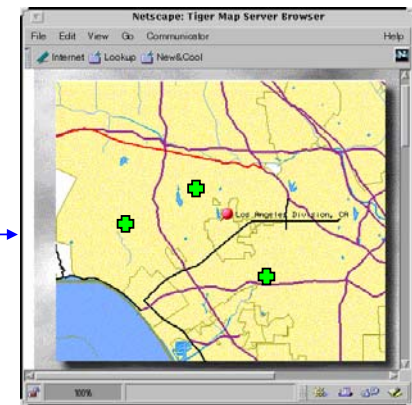 Netscape: Tiger Map Server Browser
File Edit View Go Communicator Help
Internet Lookup New&Cool
Los Angeles Division, CA
100%